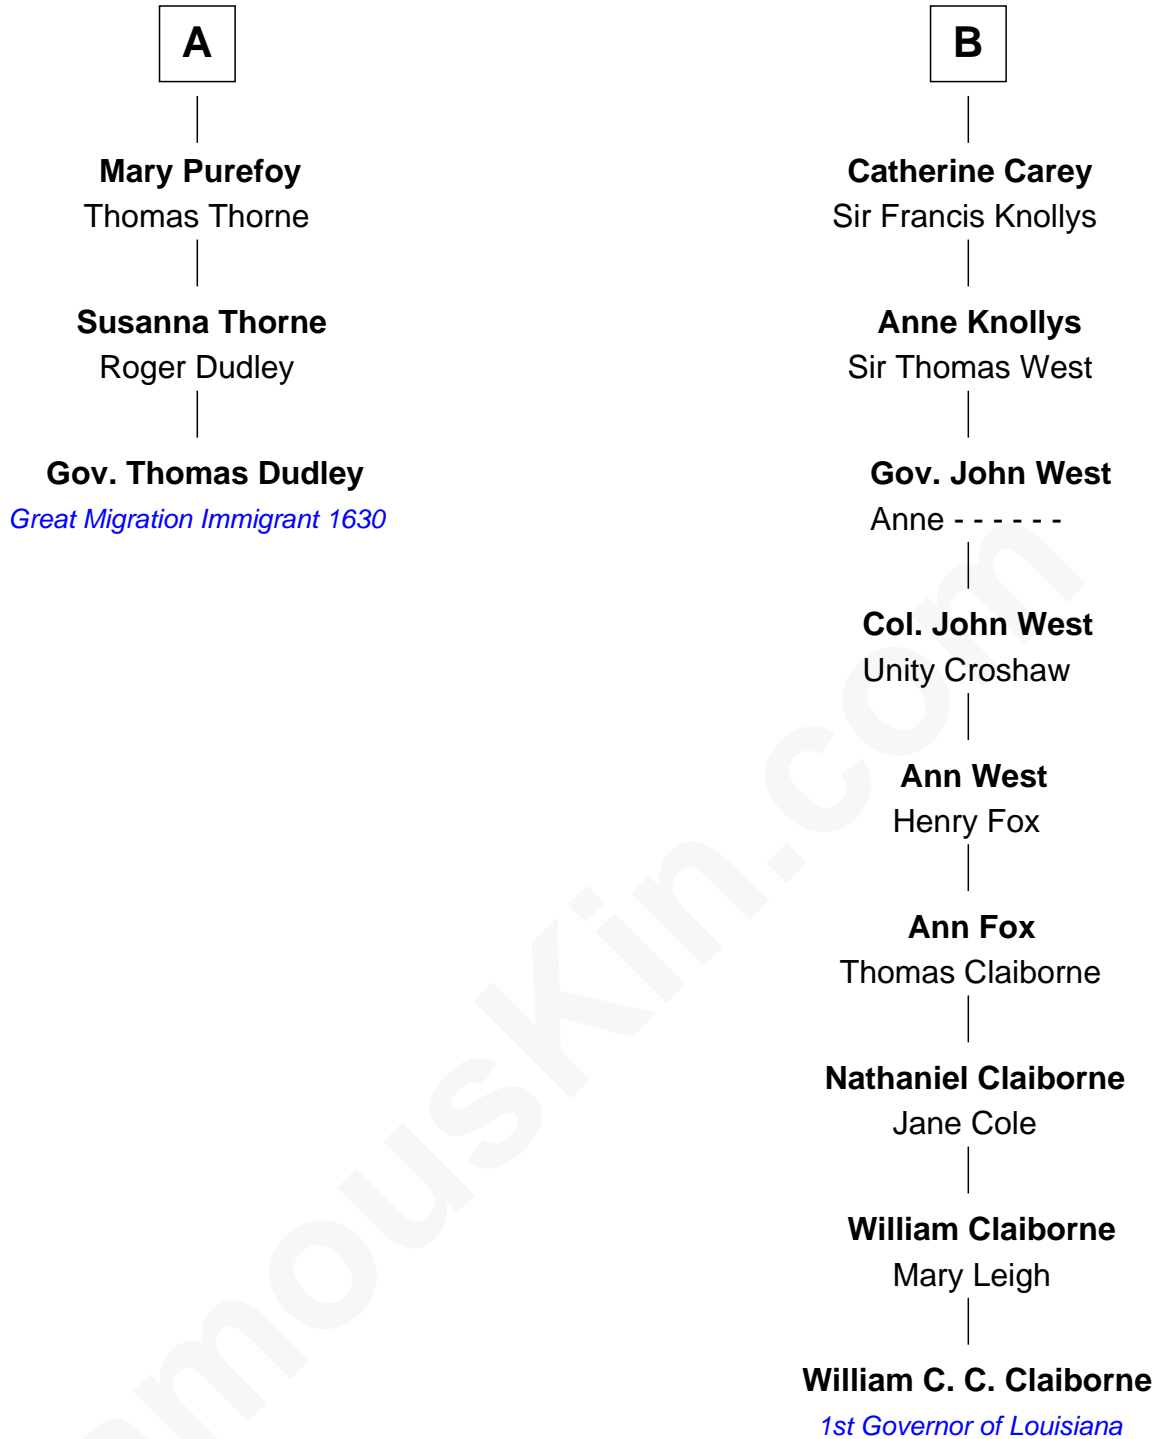 A
Mary Purefoy
Thomas Thorne
Susanna Thorne
Roger Dudley
Gov. Thomas Dudley
Great Migration Immigrant 1630
B
Catherine Carey
Sir Francis Knollys
Anne Knollys
Sir Thomas West
Gov. John West
Anne - - - - - -
Col. John West
Unity Croshaw
Ann West
Henry Fox
Ann Fox
Thomas Claiborne
Nathaniel Claiborne
Jane Cole
William Claiborne
Mary Leigh
William C. C. Claiborne
1st Governor of Louisiana
amouskin.com